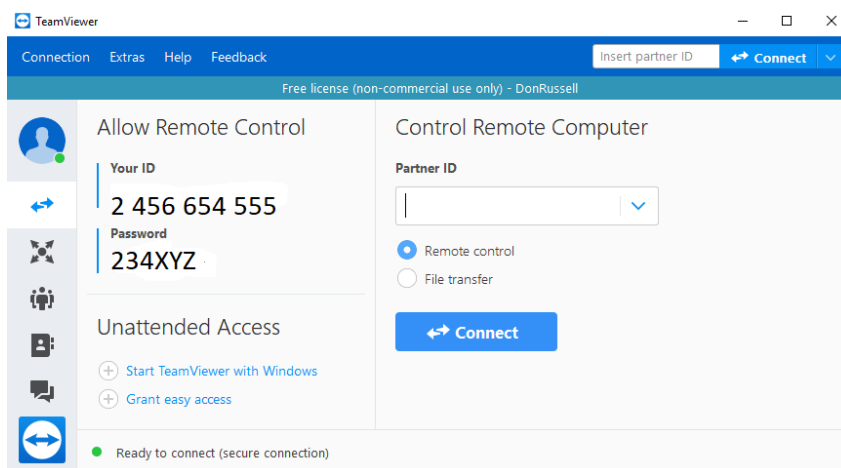 TeamViewer
Connection Extras Help Feedback Insert partner ID Connect
Free license (non-commercial use only) - DonRussell
Allow Remote Control
Your ID
2 456 654 555
Password
234XYZ
Unattended Access
Start TeamViewer with Windows
Grant easy access
Control Remote Computer
Partner ID
Remote control
File transfer
Connect
Ready to connect (secure connection)